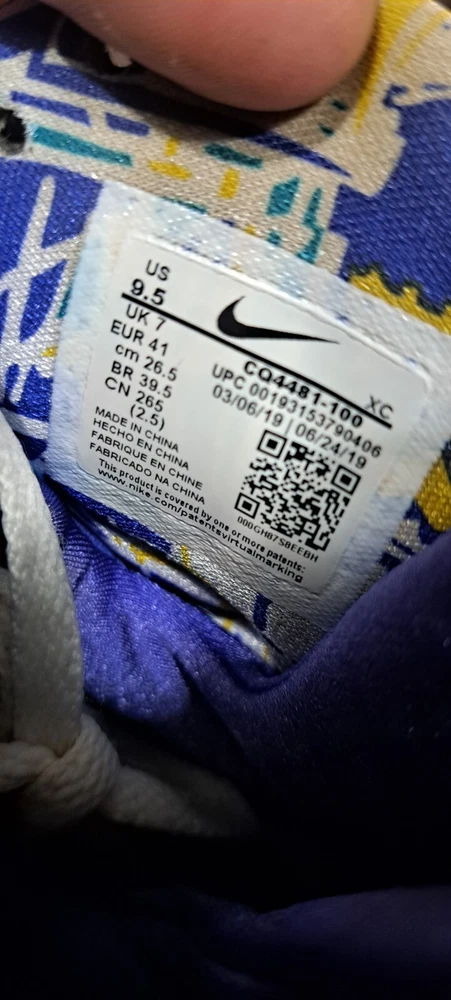 US
9.5
UK 7
EUR 41
cm 26.5
BR 39.5
CN 265
(2.5)
CQ4481-100 XC
UPC 00193153790406
03/06/19 | 06/24/19
MADE IN CHINA
HECHO EN CHINA
FABRIQUE EN CHINE
FABRICADO NA CHINA
000GH87S8EEBH
This product is covered by one or more patents:
www.nike.com/patentsvirtualmarking